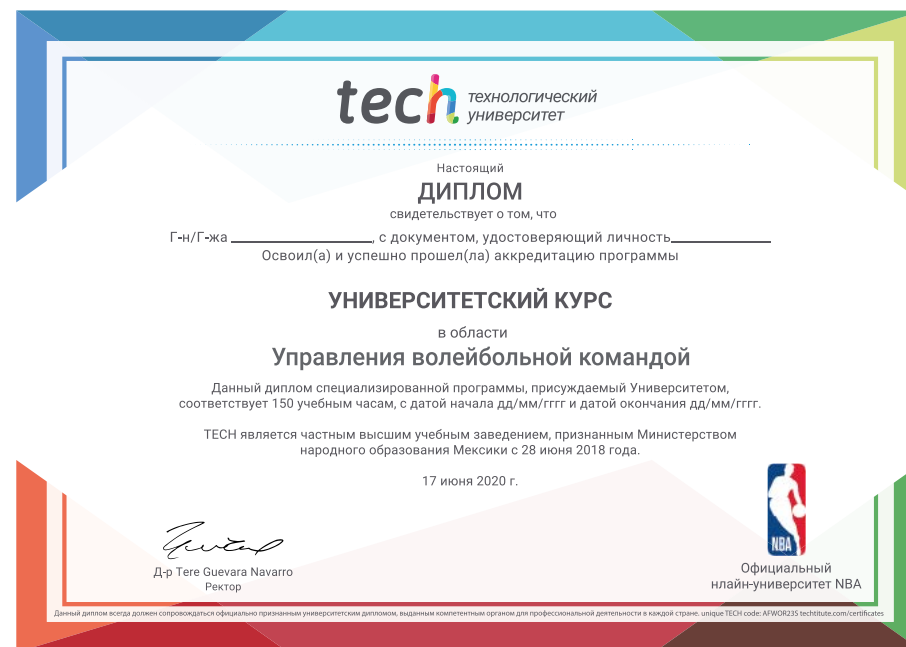 tech технологический
университет
Настоящий
ДИПЛОМ
свидетельствует о том, что
Г-н/Г-жа ____________________, с документом, удостоверяющий личность______________
Освоил(а) и успешно прошел(ла) аккредитацию программы
УНИВЕРСИТЕТСКИЙ КУРС
в области
Управления волейбольной командой
Данный диплом специализированной программы, присуждаемый Университетом,
соответствует 150 учебным часам, с датой начала дд/мм/гггг и датой окончания дд/мм/гггг.
TECH является частным высшим учебным заведением, признанным Министерством
народного образования Мексики с 28 июня 2018 года.
17 июня 2020 г.
NBA
Д-р Tere Guevara Navarro
Ректор
Официальный
нлайн-университет NBA
Данный диплом всегда должен сопровождаться официально признанным университетским дипломом, выданным компетентным органом для профессиональной деятельности в каждой стране. unique TECH code: AFWOR23S techtitute.com/certificates